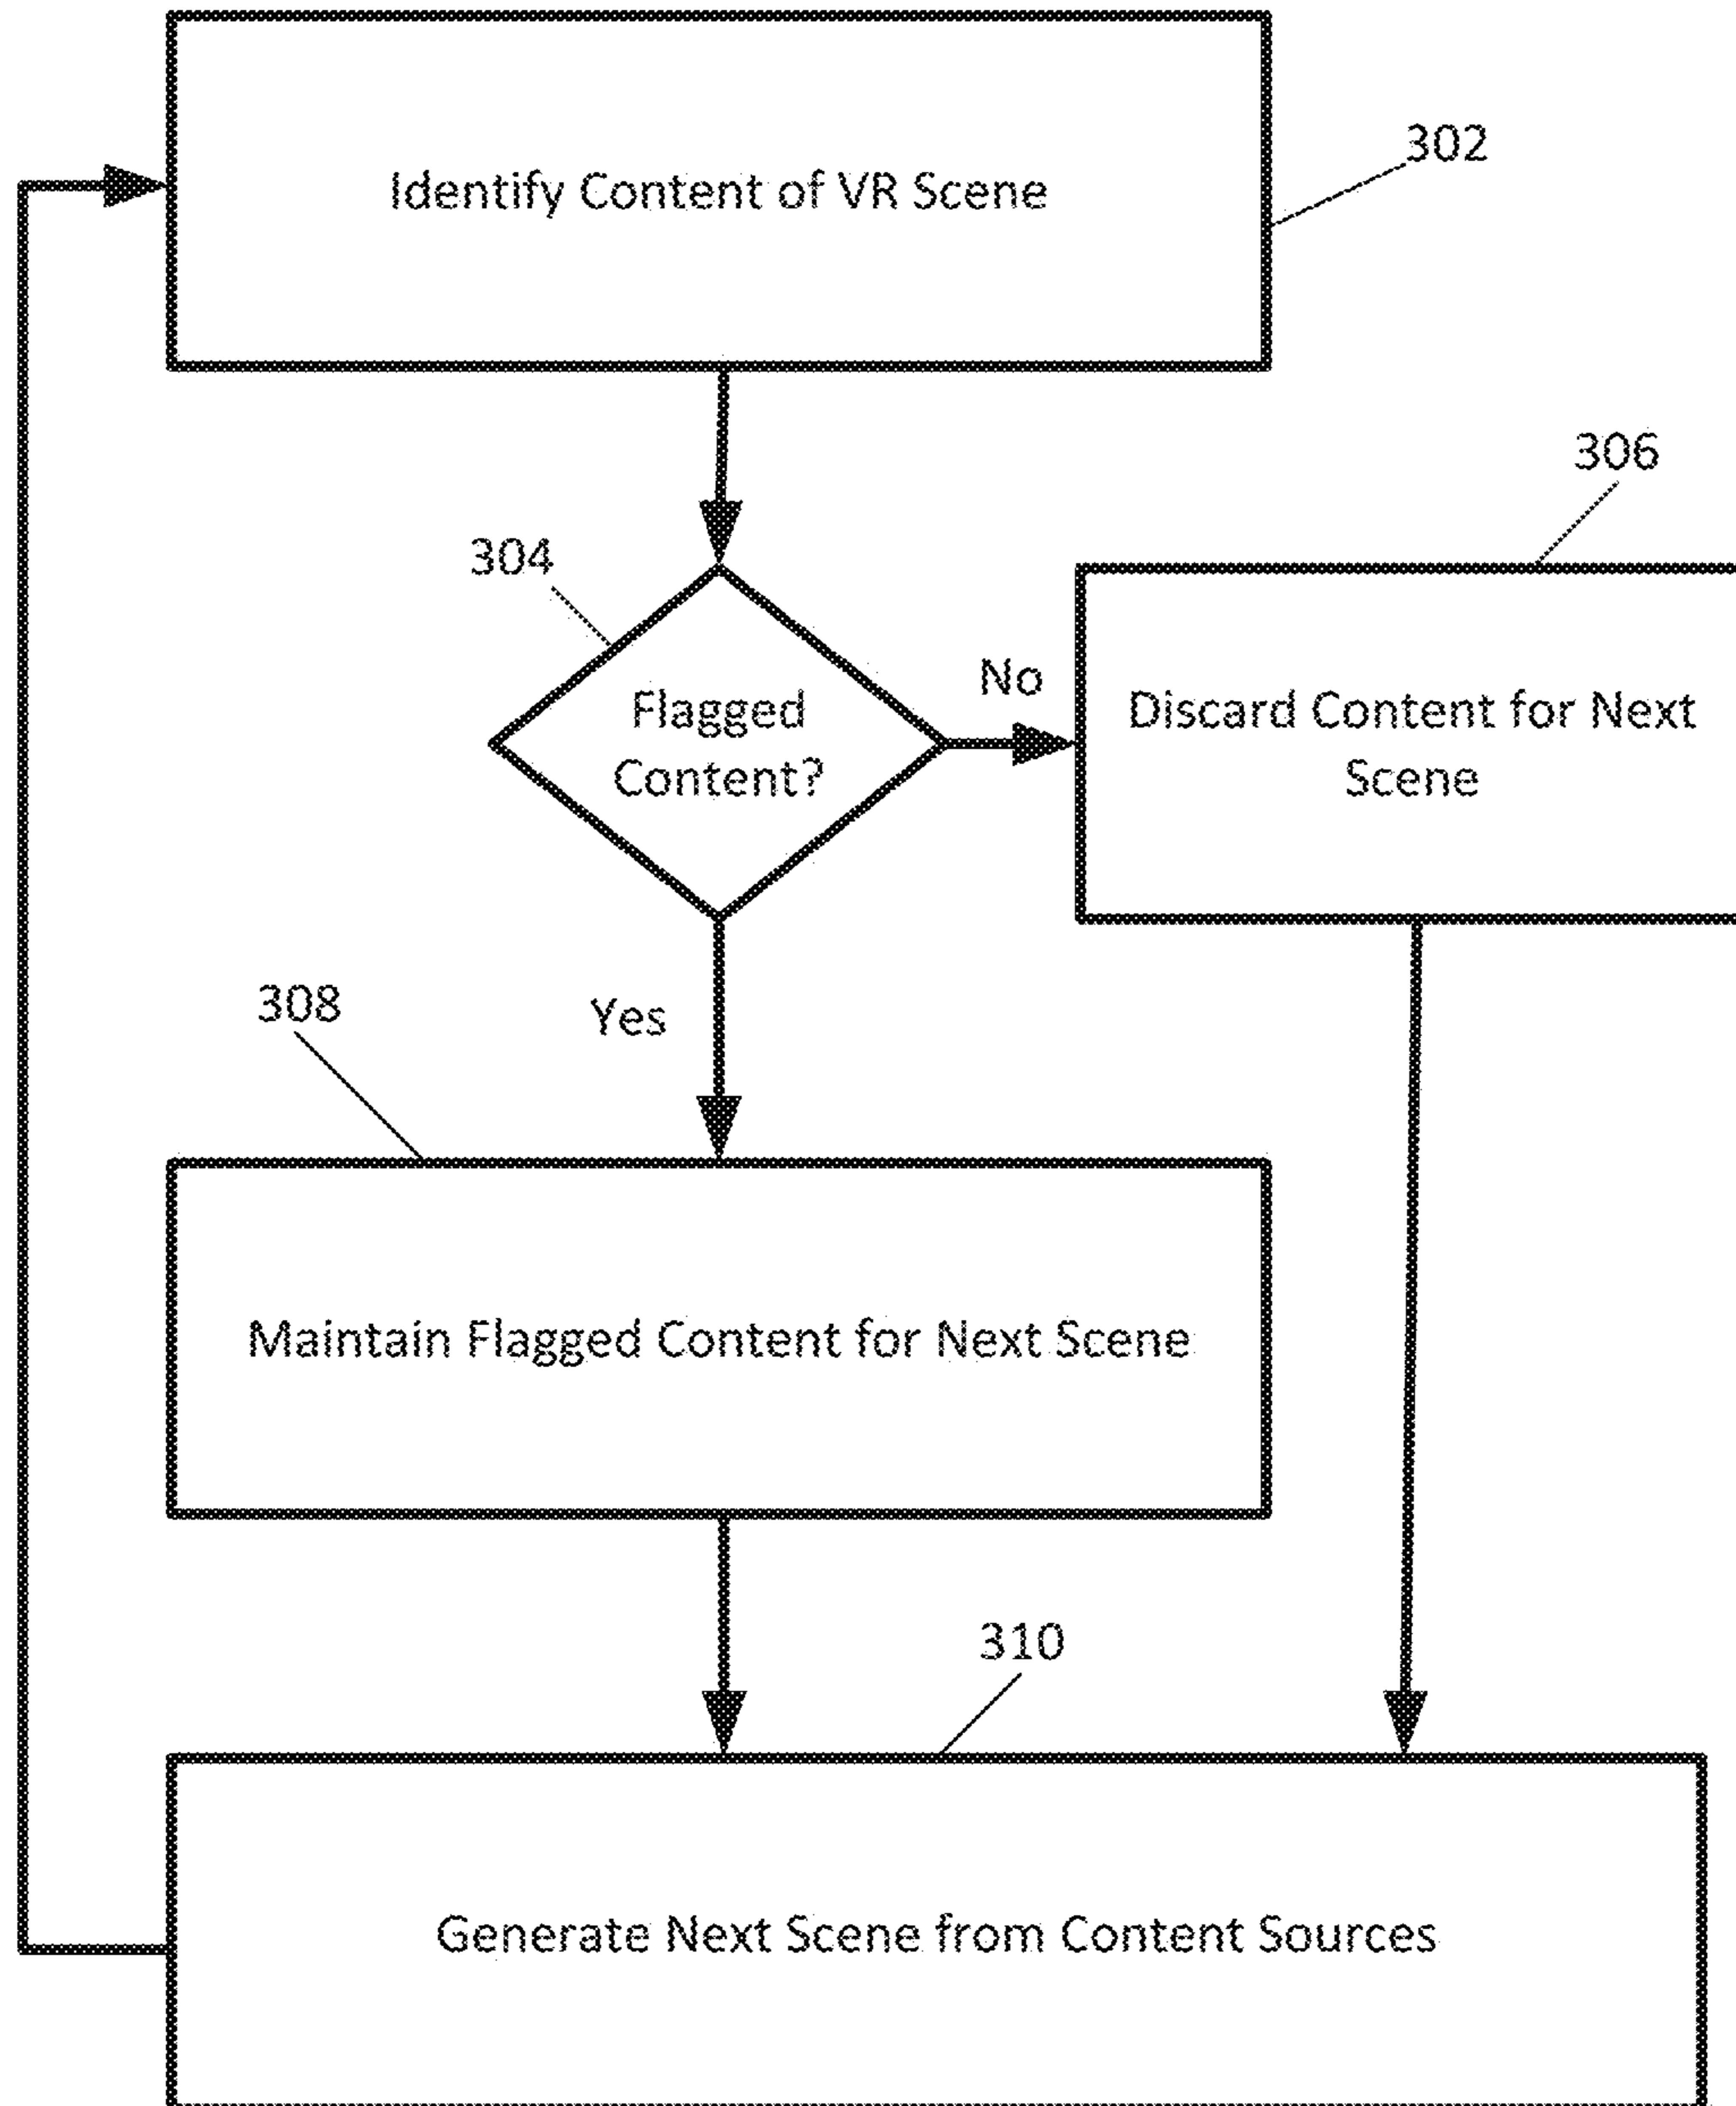 302
Identify Content of VR Scene
306
304
No
Flagged
Content?
Discard Content for Next
Scene
308
Yes
Maintain Flagged Content for Next Scene
310
Generate Next Scene from Content Sources